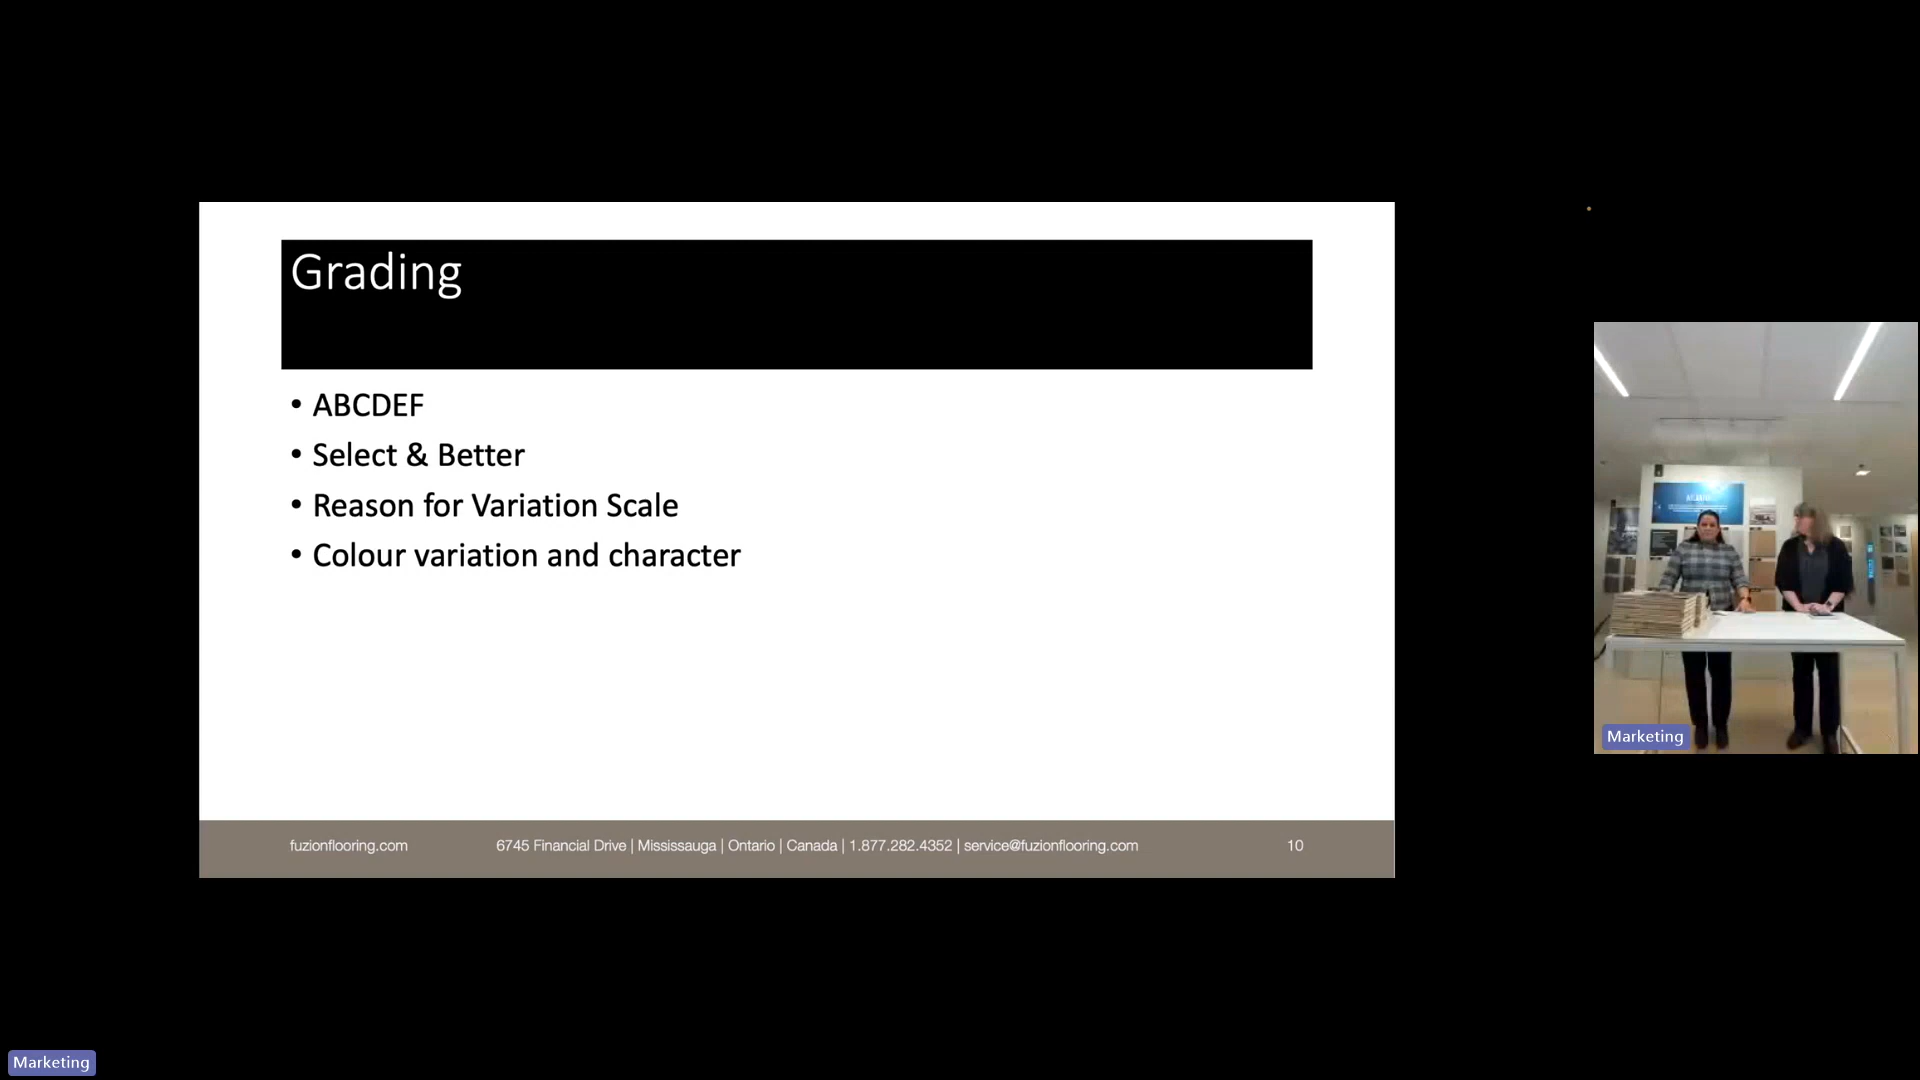 Grading
• ABCDEF
• Select & Better
• Reason for Variation Scale
• Colour variation and character
fuzionflooring.com 6745 Financial Drive | Mississauga | Ontario | Canada | 1.877.282.4352 | service@fuzionflooring.com 10
Marketing
Marketing